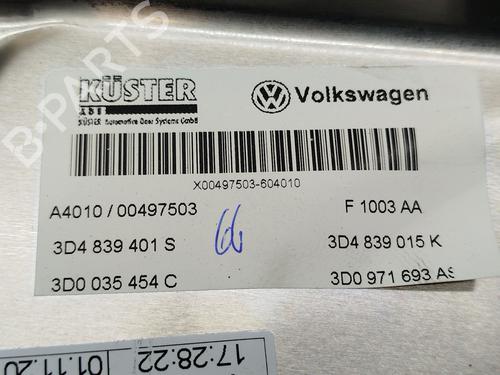 KÜSTER
Volkswagen
KÜSTER Automotive Door Systems GmbH
X00497503-604010
A4010 / 00497503
F 1003 AA
3D4 839 401 S
3D4 839 015 K
3D0 035 454 C
3D0 971 693 AS
17:28:22
01.11.20
B-PARTS